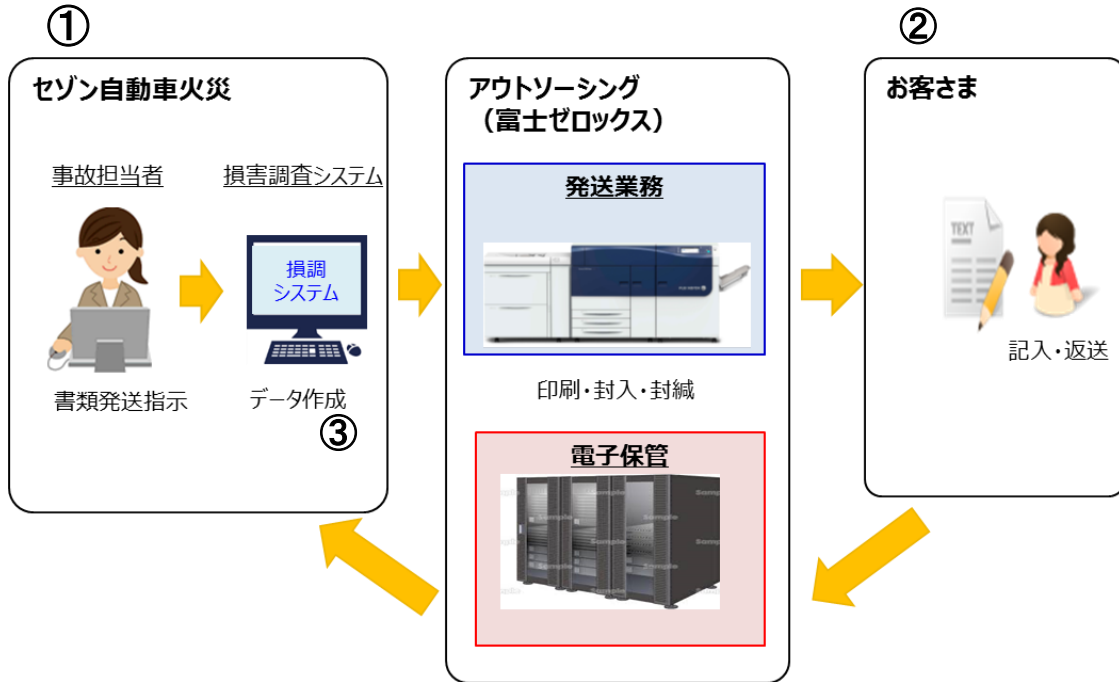 ①
②
セゾン自動車火災
アウトソーシング
（富士ゼロックス）
お客さま
事故担当者
損害調査システム
損調
システム
書類発送指示
データ作成
③
発送業務
印刷・封入・封緘
電子保管
Sample
TEXT
記入・返送